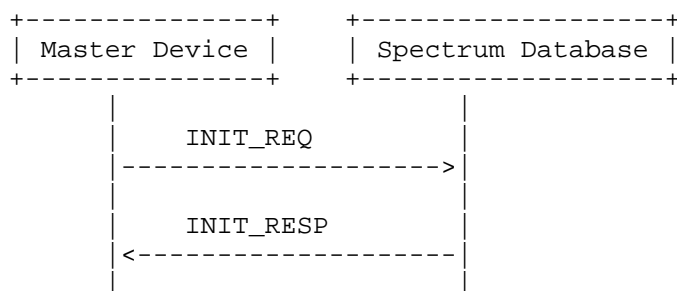 Master Device
Spectrum Database
INIT_REQ
INIT_RESP